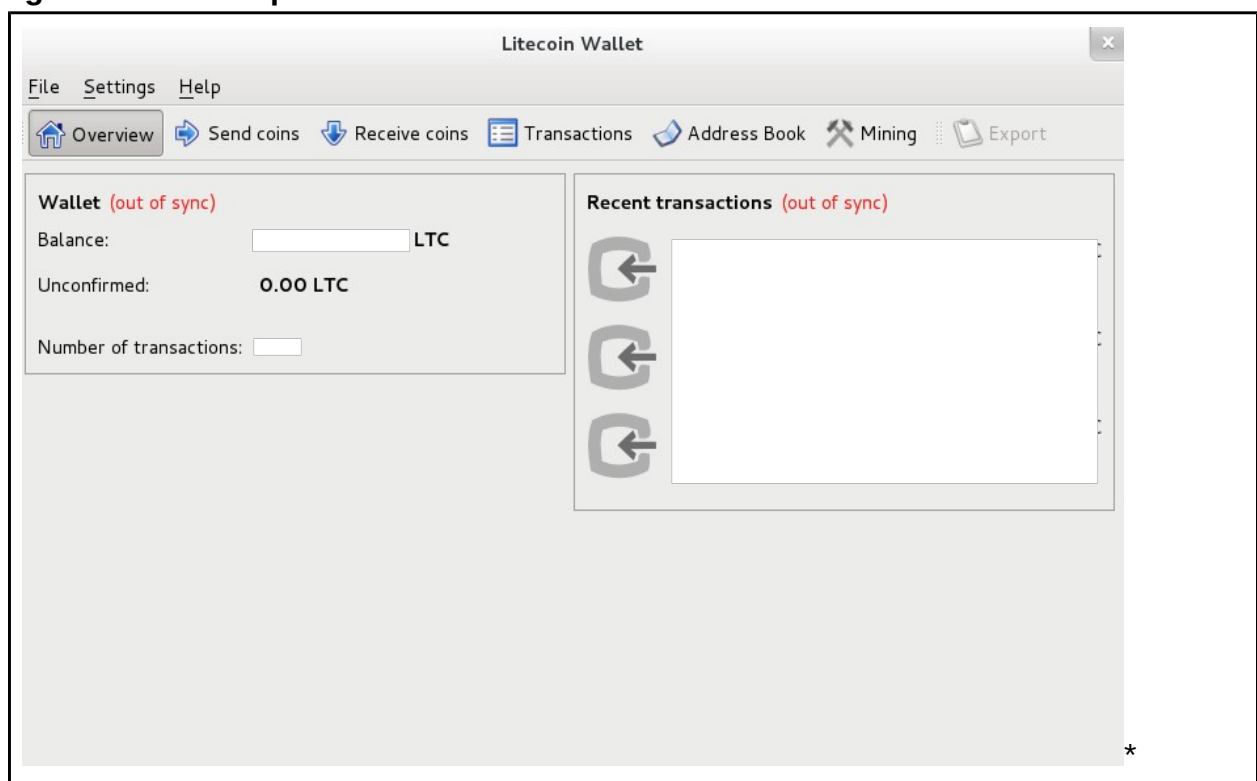 Litecoin Wallet
File Settings Help
Overview Send coins Receive coins Transactions Address Book Mining Export
Wallet (out of sync)
Balance: LTC
Unconfirmed: 0.00 LTC
Number of transactions:
Recent transactions (out of sync)
*